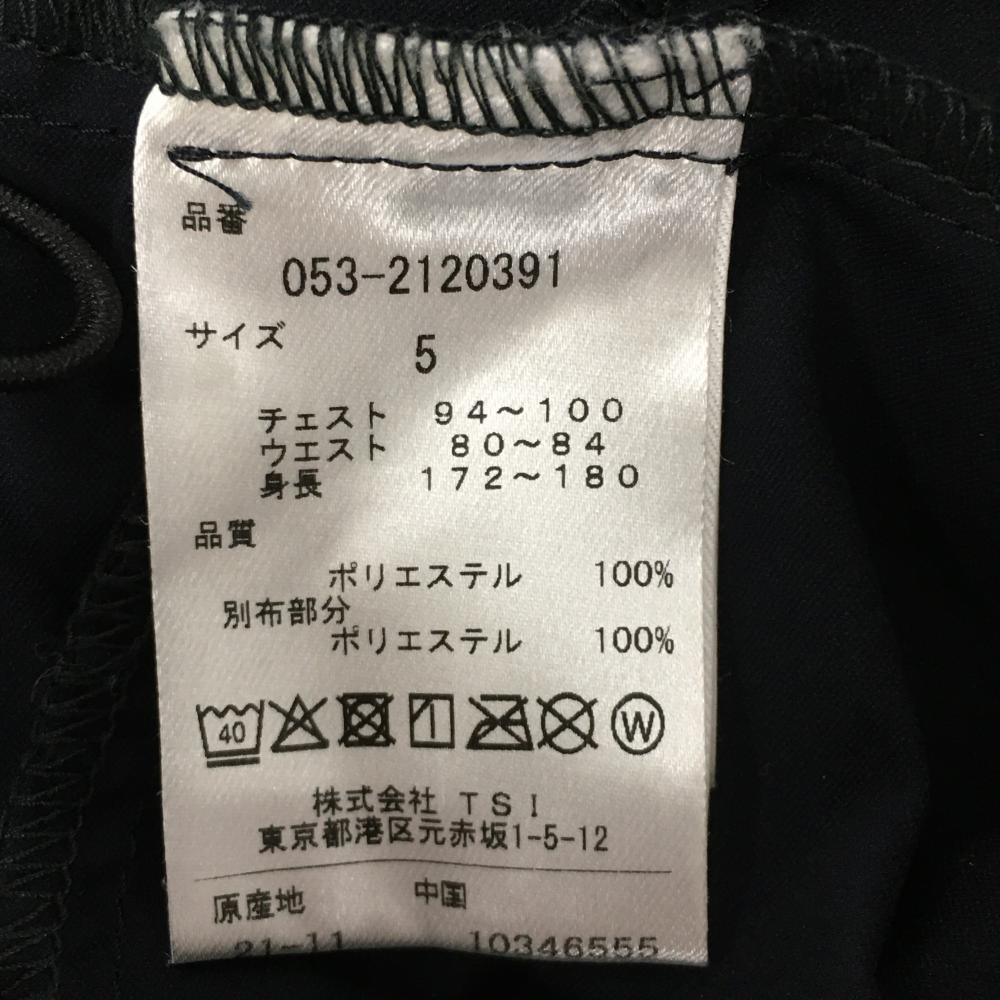 品番
053-2120391
サイズ 5
チェスト 94～100
ウエスト 80～84
身長 172～180
品質
ポリエステル 100%
別布部分
ポリエステル 100%
40 W
株式会社 TSI
東京都港区元赤坂1-5-12
原産地 中国
21-11 10346555